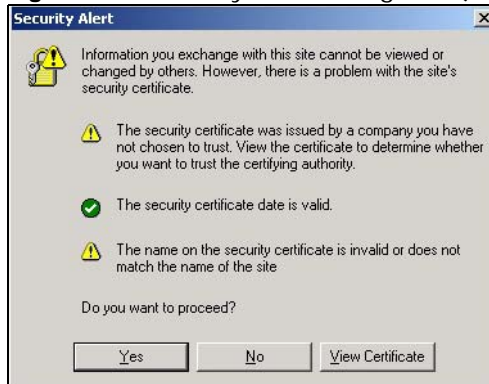 Security Alert
Information you exchange with this site cannot be viewed or
changed by others. However, there is a problem with the site's
security certificate.
The security certificate was issued by a company you have
not chosen to trust. View the certificate to determine whether
you want to trust the certifying authority.
The security certificate date is valid.
The name on the security certificate is invalid or does not
match the name of the site
Do you want to proceed?
Yes
No
View Certificate